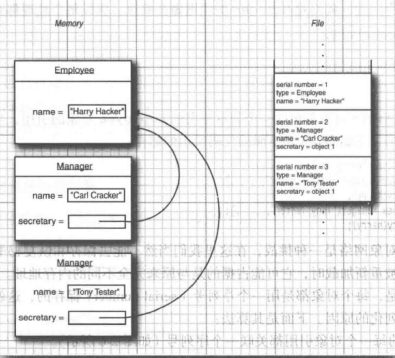 Memory
File
Employee
name = "Harry Hacker"
Manager
name = "Carl Cracker"
secretary =
Manager
name = "Tony Tester"
secretary =
serial number = 1
type = Employee
name = "Harry Hacker"
serial number = 2
type = Manager
name = "Carl Cracker"
secretary = object 1
serial number = 3
type = Manager
name = "Tony Tester"
secretary = object 1